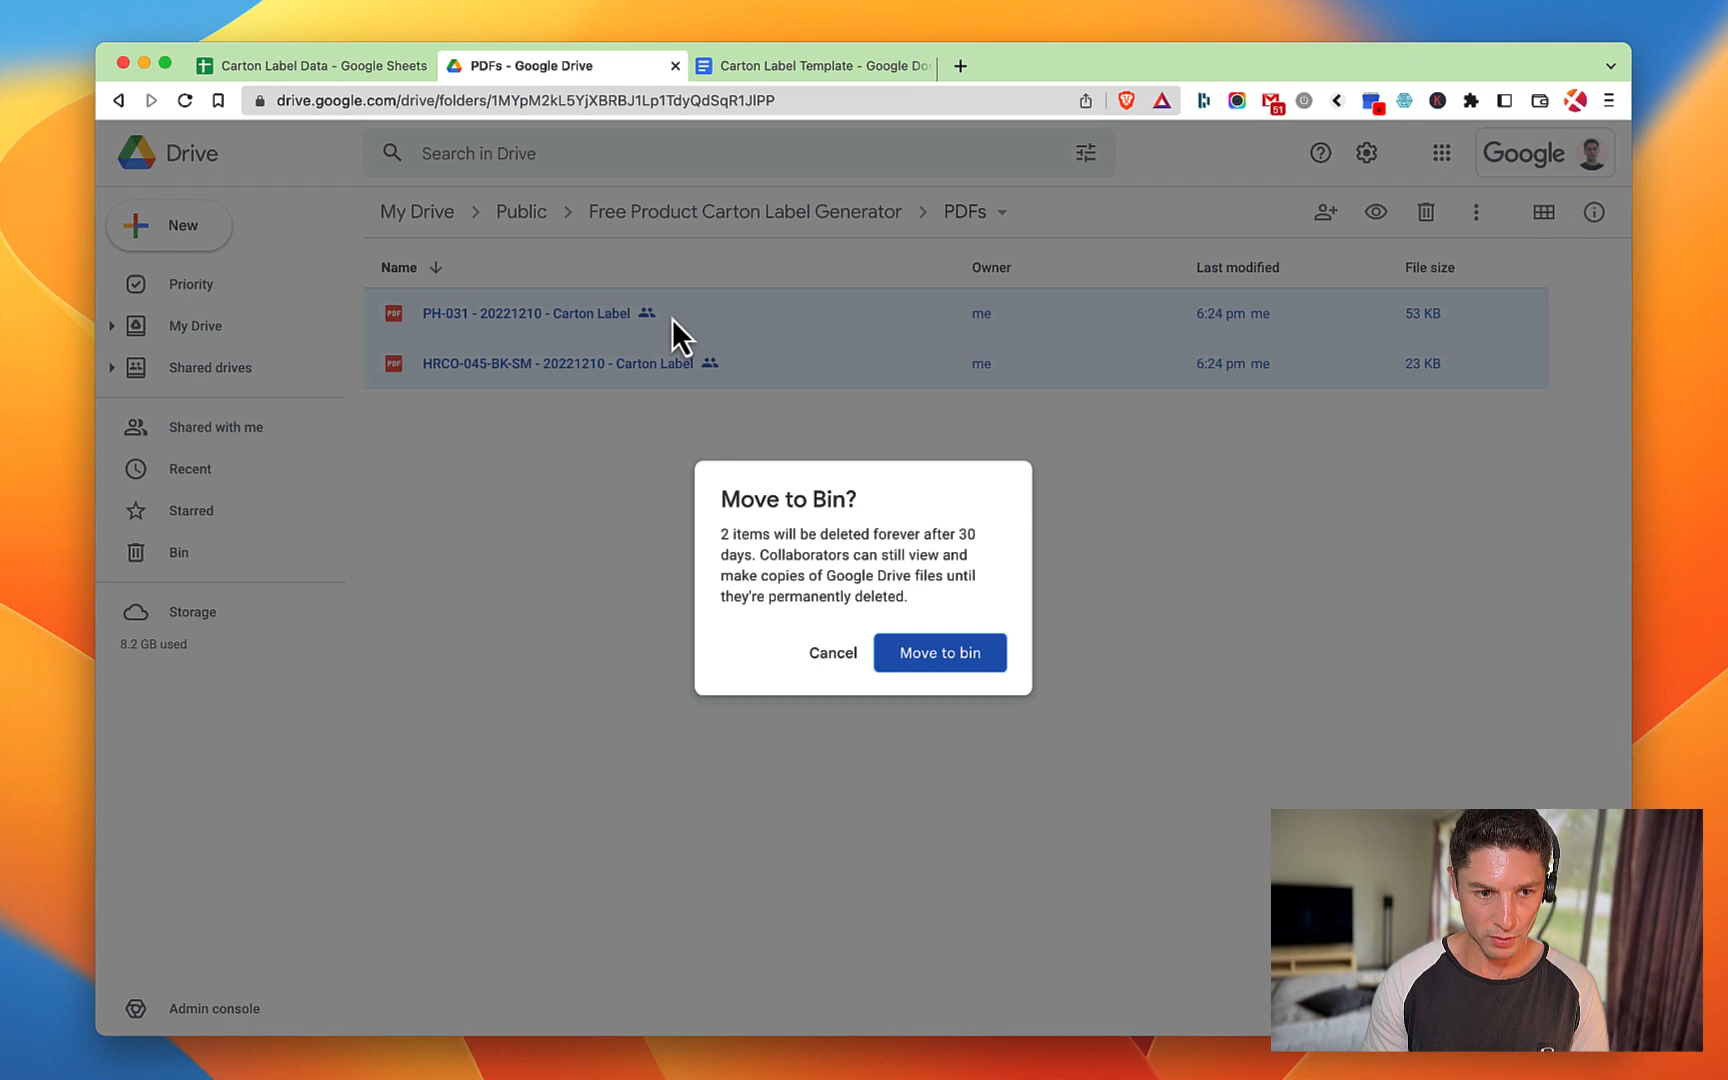 Carton Label Data - Google Sheets
PDFs - Google Drive
Carton Label Template - Google Do
drive.google.com/drive/folders/1MYpM2kL5YjXBRBJ1Lp1TdyQdSqR1JlPP
51
K
Drive
Search in Drive
Google
New
My Drive
Public
Free Product Carton Label Generator
PDFs
Priority
My Drive
Shared drives
Shared with me
Recent
Starred
Bin
Storage
8.2 GB used
Admin console
Name
Owner
Last modified
File size
PDF
PH-031 - 20221210 - Carton Label
me
6:24 pm me
53 KB
PDF
HRCO-045-BK-SM - 20221210 - Carton Label
me
6:24 pm me
23 KB
Move to Bin?
2 items will be deleted forever after 30
days. Collaborators can still view and
make copies of Google Drive files until
they're permanently deleted.
Cancel
Move to bin